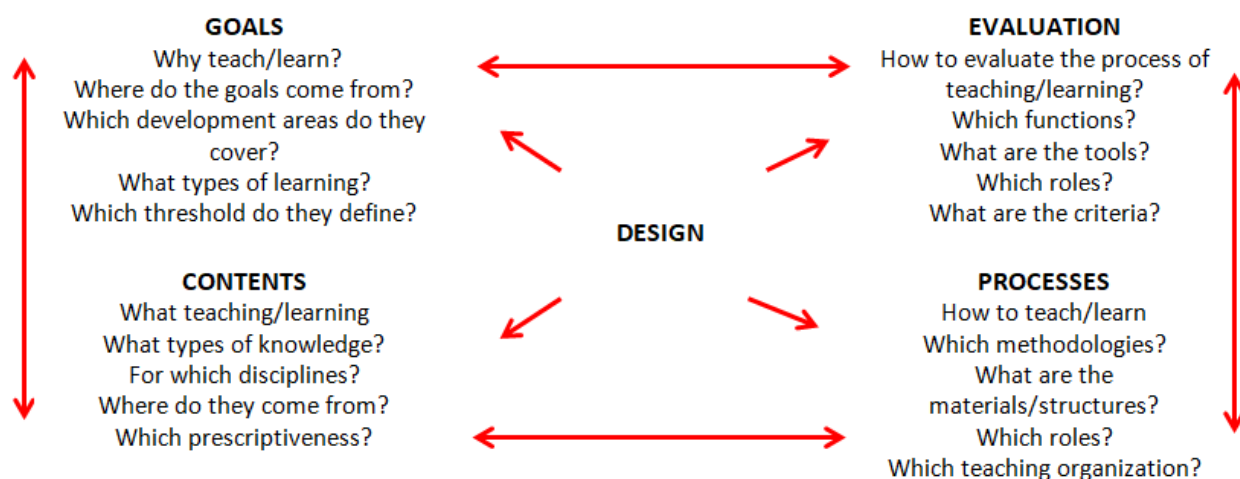 GOALS
Why teach/learn?
Where do the goals come from?
Which development areas do they
cover?
What types of learning?
Which threshold do they define?
EVALUATION
How to evaluate the process of
teaching/learning?
Which functions?
What are the tools?
Which roles?
What are the criteria?
DESIGN
CONTENTS
What teaching/learning
What types of knowledge?
For which disciplines?
Where do they come from?
Which prescriptiveness?
PROCESSES
How to teach/learn
Which methodologies?
What are the
materials/structures?
Which roles?
Which teaching organization?